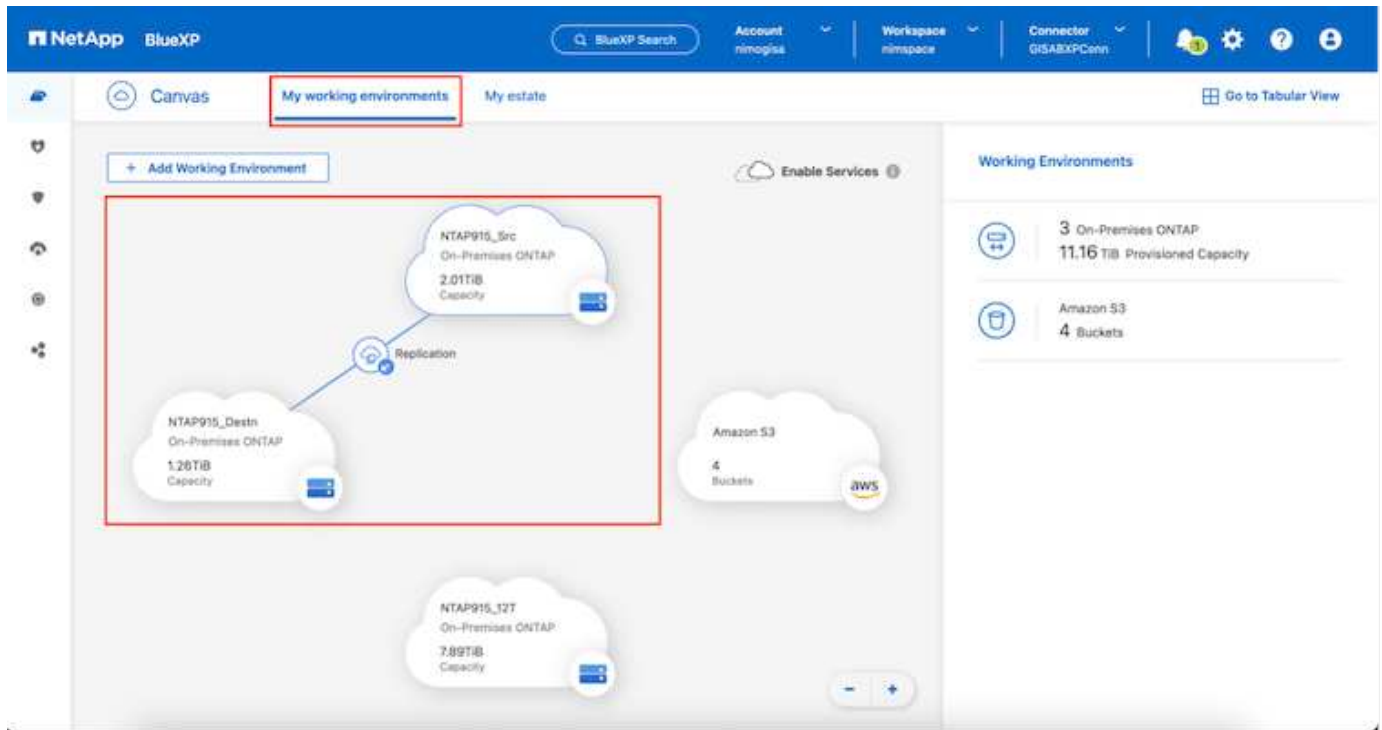 NetApp BlueXP
BlueXP Search
Account
nimogisa
Workspace
nimspace
Connector
GISABXPConn
1
?
Canvas
My working environments
My estate
Go to Tabular View
+ Add Working Environment
Enable Services
Working Environments
NTAP915_Src
On-Premises ONTAP
2.01TiB
Capacity
Replication
3 On-Premises ONTAP
11.16 TiB Provisioned Capacity
Amazon S3
4 Buckets
NTAP915_Destn
On-Premises ONTAP
1.26TiB
Capacity
Amazon S3
4
Buckets
aws
NTAP915_12T
On-Premises ONTAP
7.89TiB
Capacity
- +